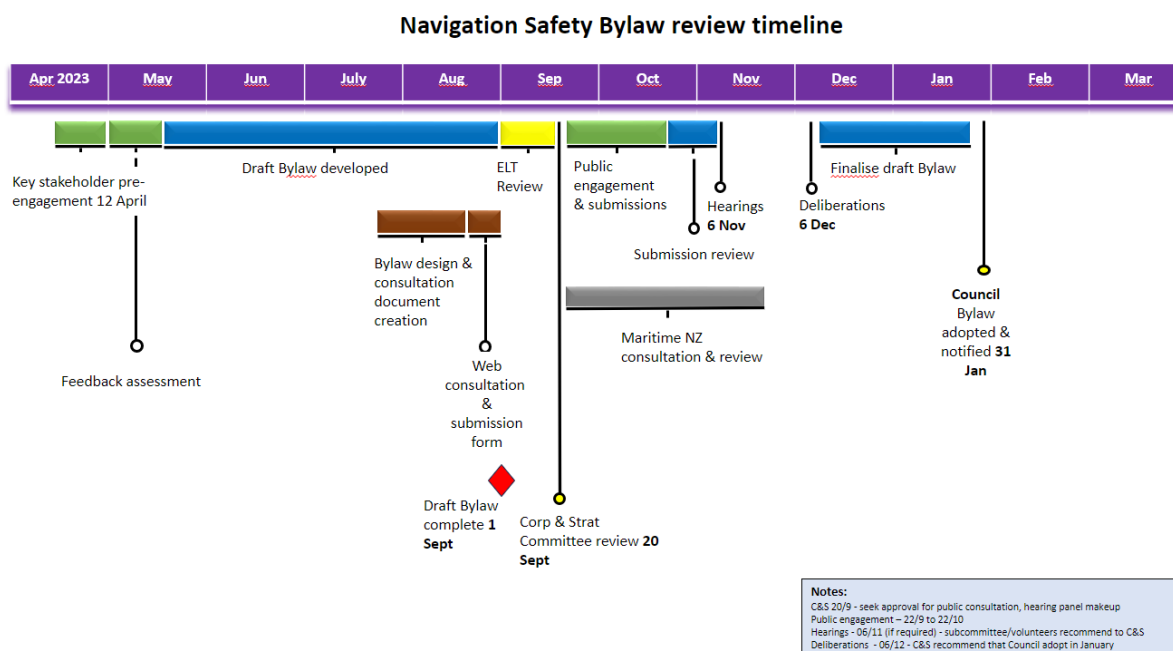 Navigation Safety Bylaw review timeline
Apr 2023 May Jun July Aug Sep Oct Nov Dec Jan Feb Mar
Key stakeholder pre-
engagement 12 April
Feedback assessment
Draft Bylaw developed
Bylaw design &
consultation
document
creation
Web
consultation
&
submission
form
Draft Bylaw
complete 1
Sept
ELT
Review
Corp & Strat
Committee review 20
Sept
Public
engagement
& submissions
Submission review
Hearings
6 Nov
Maritime NZ
consultation & review
Deliberations
6 Dec
Finalise draft Bylaw
Council
Bylaw
adopted &
notified 31
Jan
Notes:
C&S 20/9 - seek approval for public consultation, hearing panel makeup
Public engagement – 22/9 to 22/10
Hearings - 06/11 (if required) - subcommittee/volunteers recommend to C&S
Deliberations - 06/12 - C&S recommend that Council adopt in January